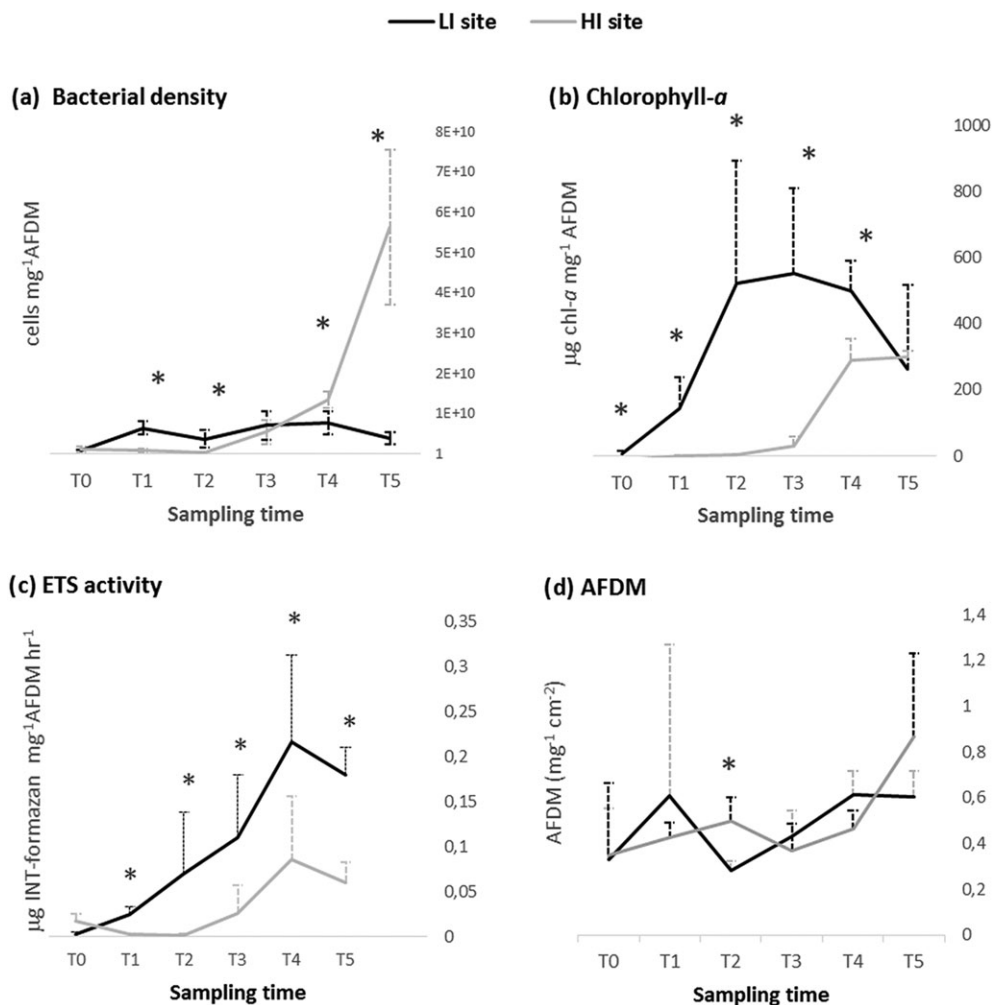 LI site HI site
(a) Bacterial density
cells mg-1AFDM
*
*
*
*
8E+10
7E+10
6E+10
5E+10
4E+10
3E+10
2E+10
1E+10
1
T0 T1 T2 T3 T4 T5
Sampling time
(b) Chlorophyll-a
µg chl-a mg-1 AFDM
*
*
*
*
*
1000
800
600
400
200
0
T0 T1 T2 T3 T4 T5
Sampling time
(c) ETS activity
µg INT-formazan mg-1AFDM hr-1
*
*
*
*
*
0,35
0,3
0,25
0,2
0,15
0,1
0,05
0
T0 T1 T2 T3 T4 T5
Sampling time
(d) AFDM
AFDM (mg-1 cm-2)
*
1,4
1,2
1
0,8
0,6
0,4
0,2
0
T0 T1 T2 T3 T4 T5
Sampling time